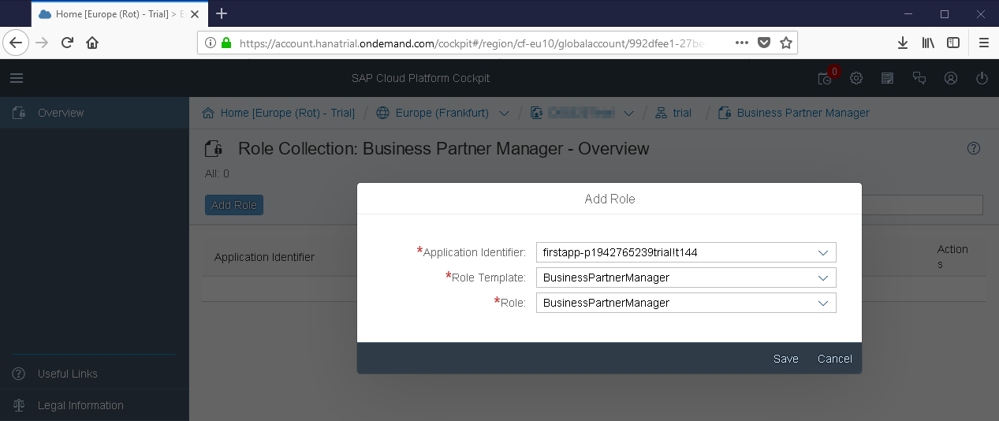 Home [Europe (Rot) - Trial] >
https://account.hanatrial.ondemand.com/cockpit#/region/cf-eu10/globalaccount/992dfee1-27be
SAP Cloud Platform Cockpit
0
Overview
Home [Europe (Rot) - Trial] / Europe (Frankfurt) / / trial / Business Partner Manager
Role Collection: Business Partner Manager - Overview
All: 0
Add Role
Add Role
*Application Identifier: firstapp-p1942765239trial!t144
*Role Template: BusinessPartnerManager
*Role: BusinessPartnerManager
Save Cancel
Application Identifier
Action
s
Useful Links
Legal Information